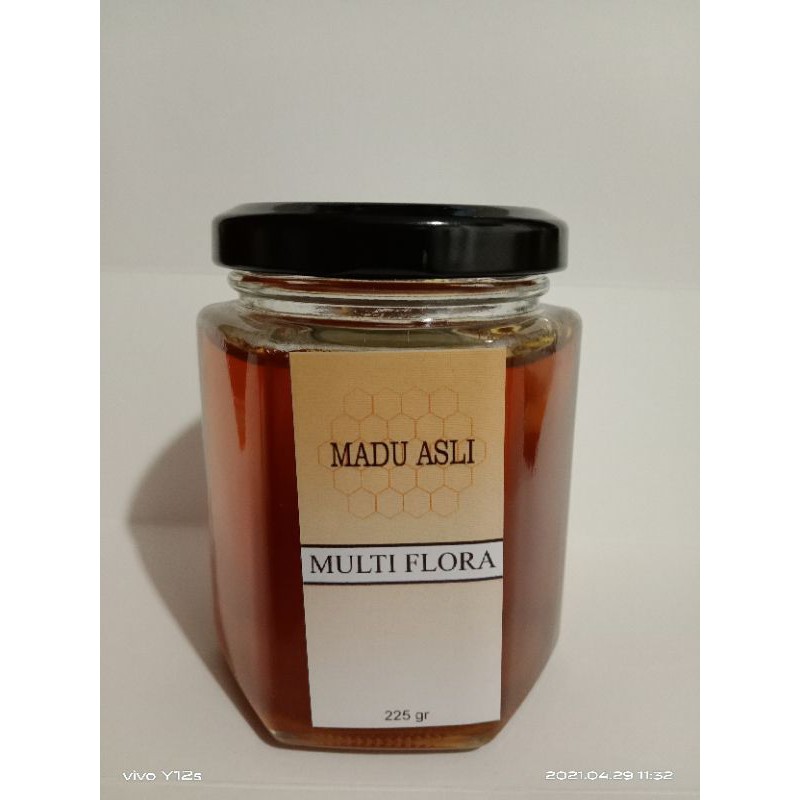 MADU ASLI
MULTI FLORA
225 gr
vivo Y12s
2021.04.29 11:32